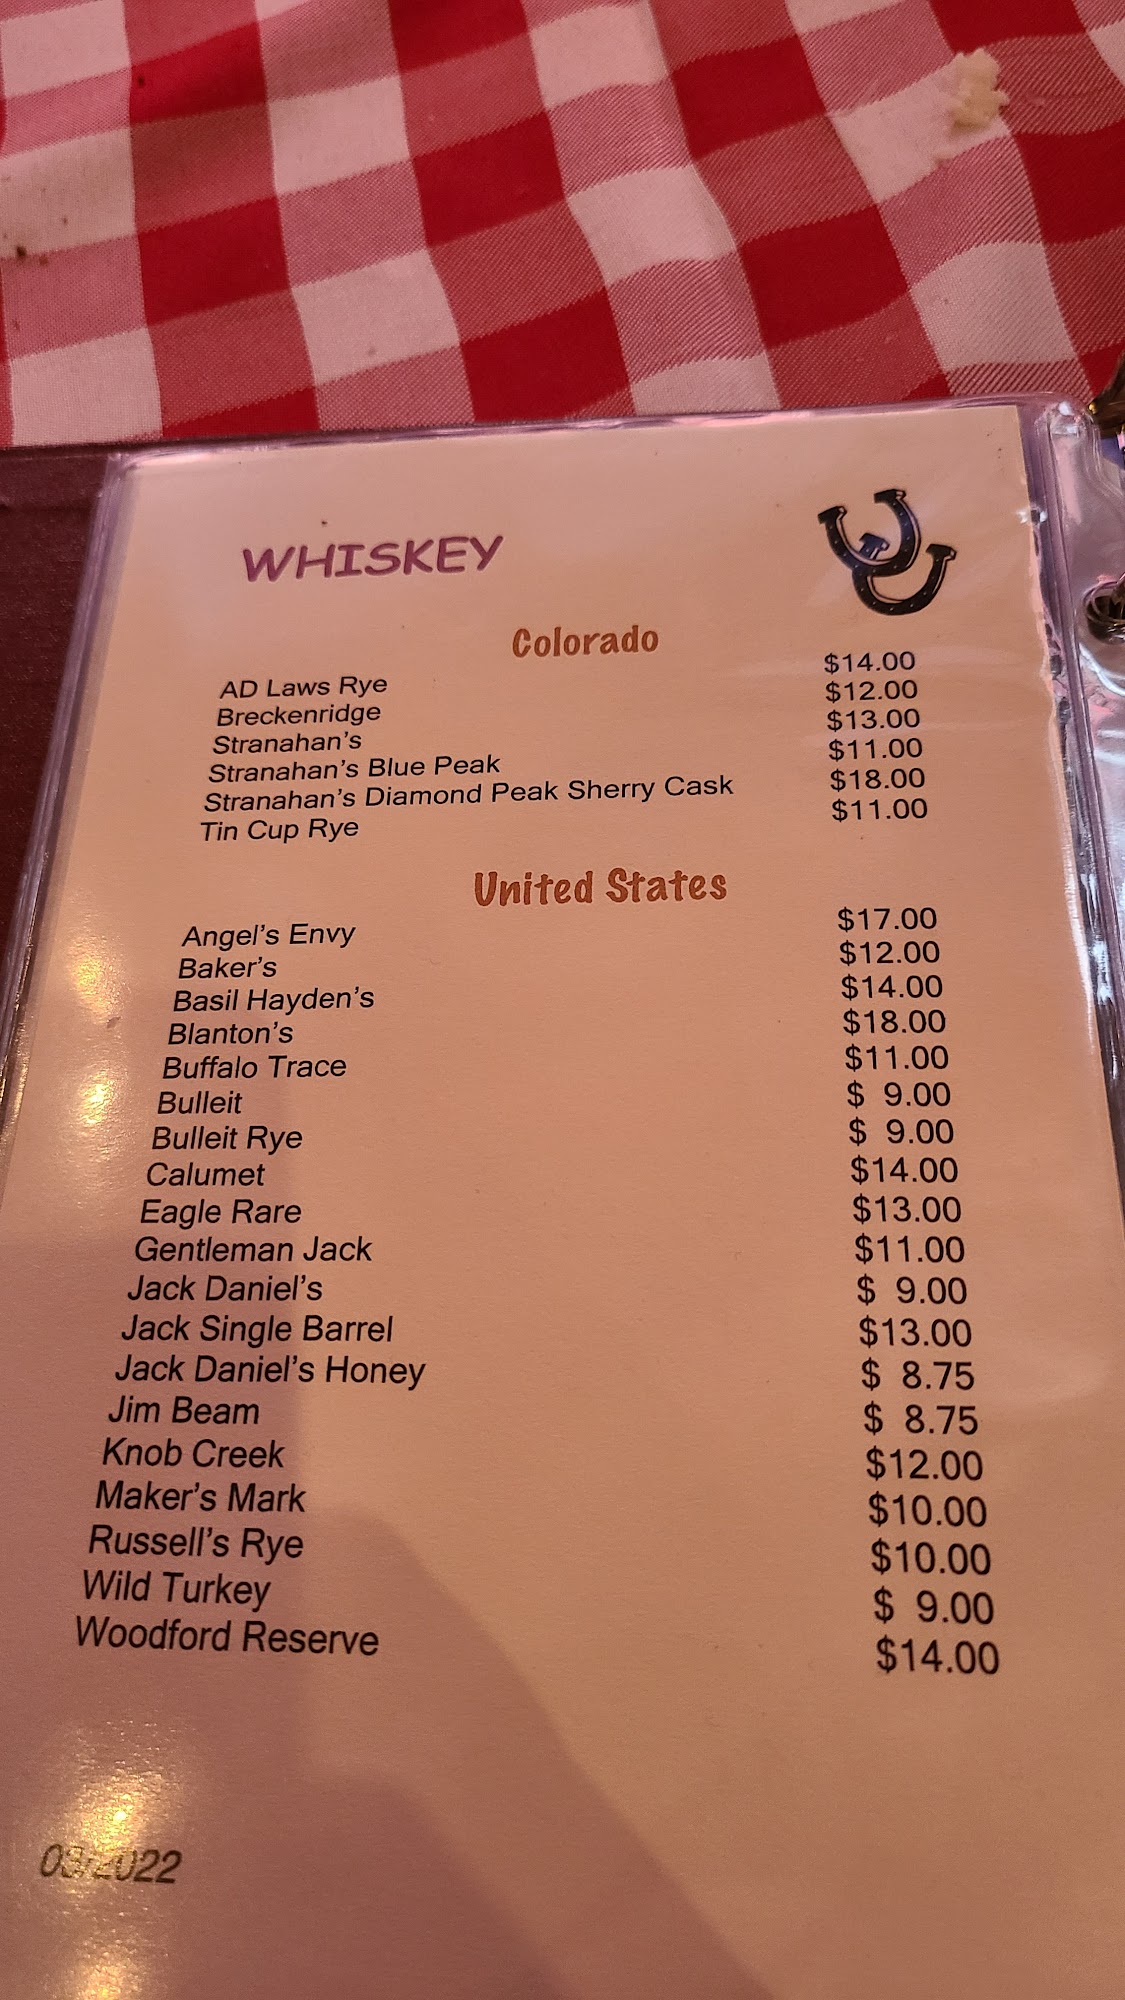 WHISKEY
Colorado
AD Laws Rye $14.00
Breckenridge $12.00
Stranahan's $13.00
Stranahan's Blue Peak $11.00
Stranahan's Diamond Peak Sherry Cask $18.00
Tin Cup Rye $11.00
United States
Angel's Envy $17.00
Baker's $12.00
Basil Hayden's $14.00
Blanton's $18.00
Buffalo Trace $11.00
Bulleit $ 9.00
Bulleit Rye $ 9.00
Calumet $14.00
Eagle Rare $13.00
Gentleman Jack $11.00
Jack Daniel's $ 9.00
Jack Single Barrel $13.00
Jack Daniel's Honey $ 8.75
Jim Beam $ 8.75
Knob Creek $12.00
Maker's Mark $10.00
Russell's Rye $10.00
Wild Turkey $ 9.00
Woodford Reserve $14.00